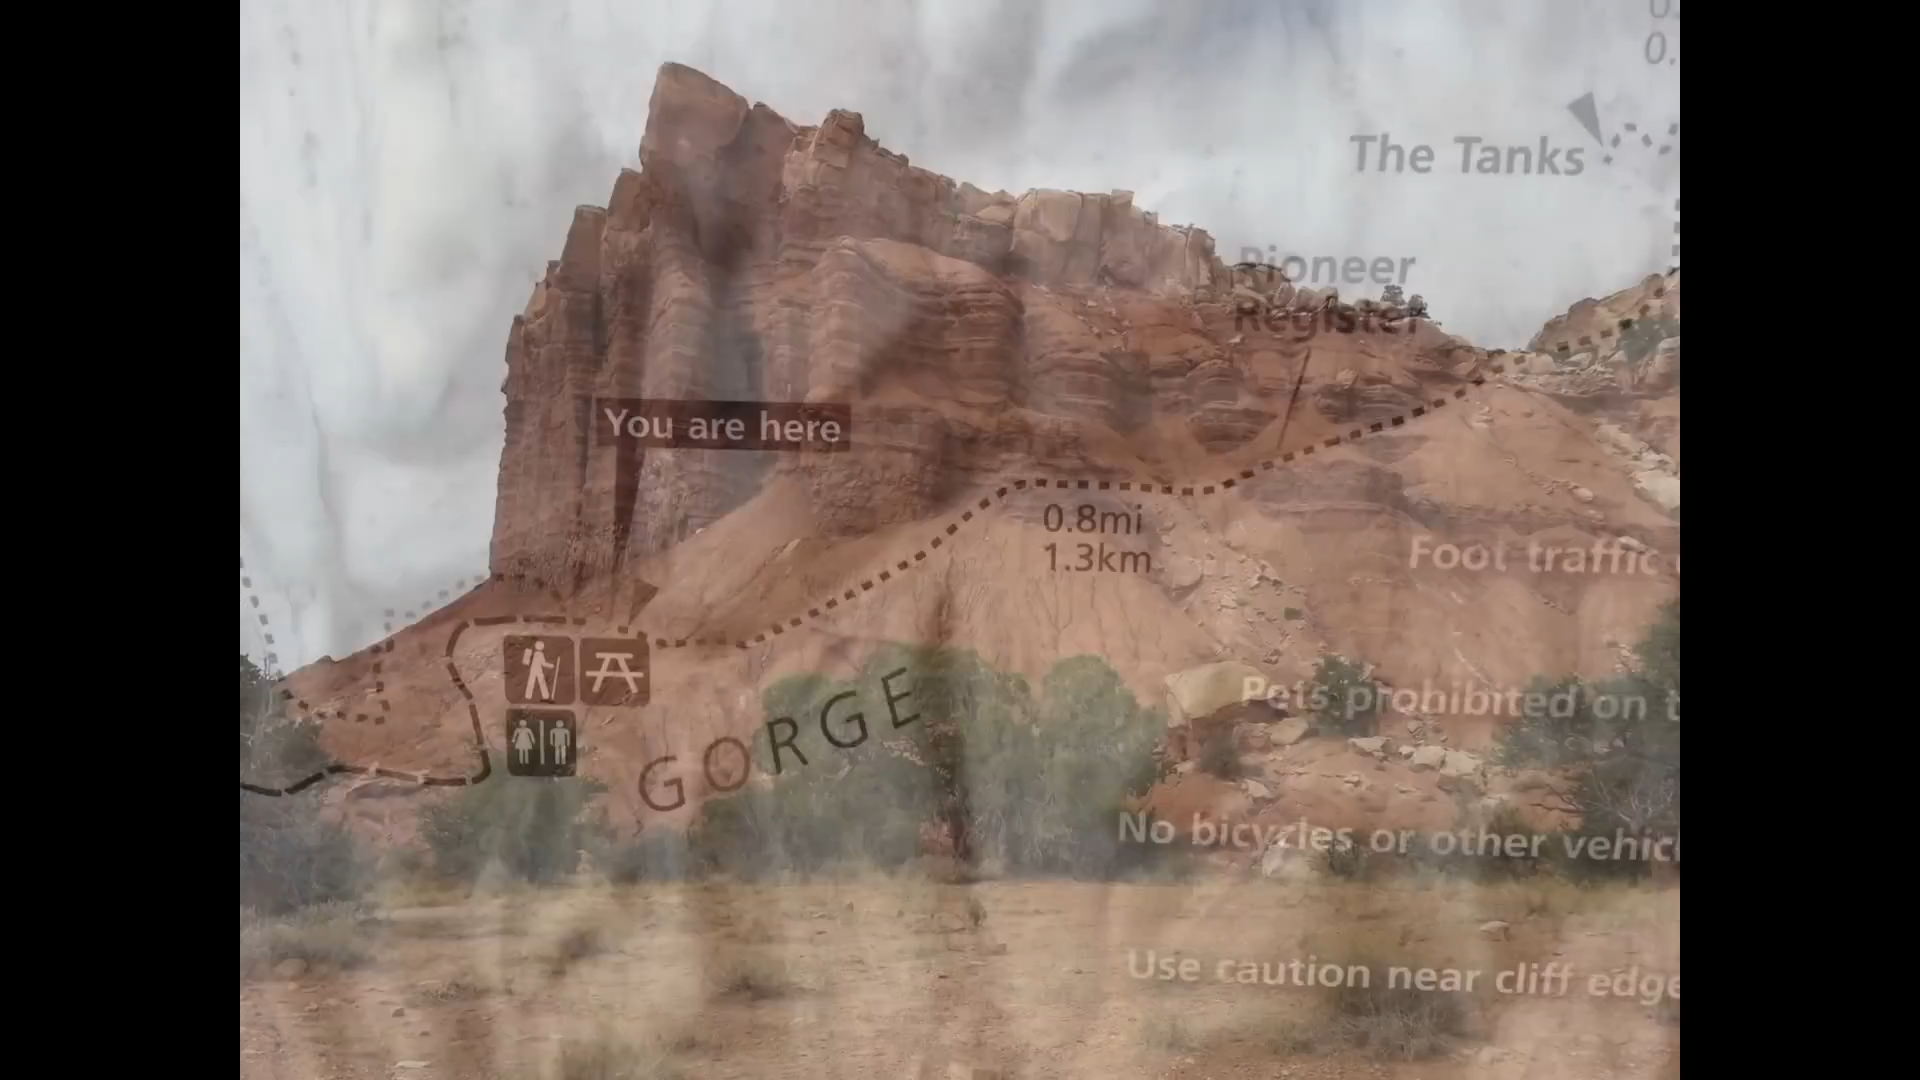 0.
The Tanks
Pioneer
Register
You are here
0.8mi
1.3km
Foot traffic
GORGE
Pets prohibited on t
No bicycles or other vehic
Use caution near cliff edge